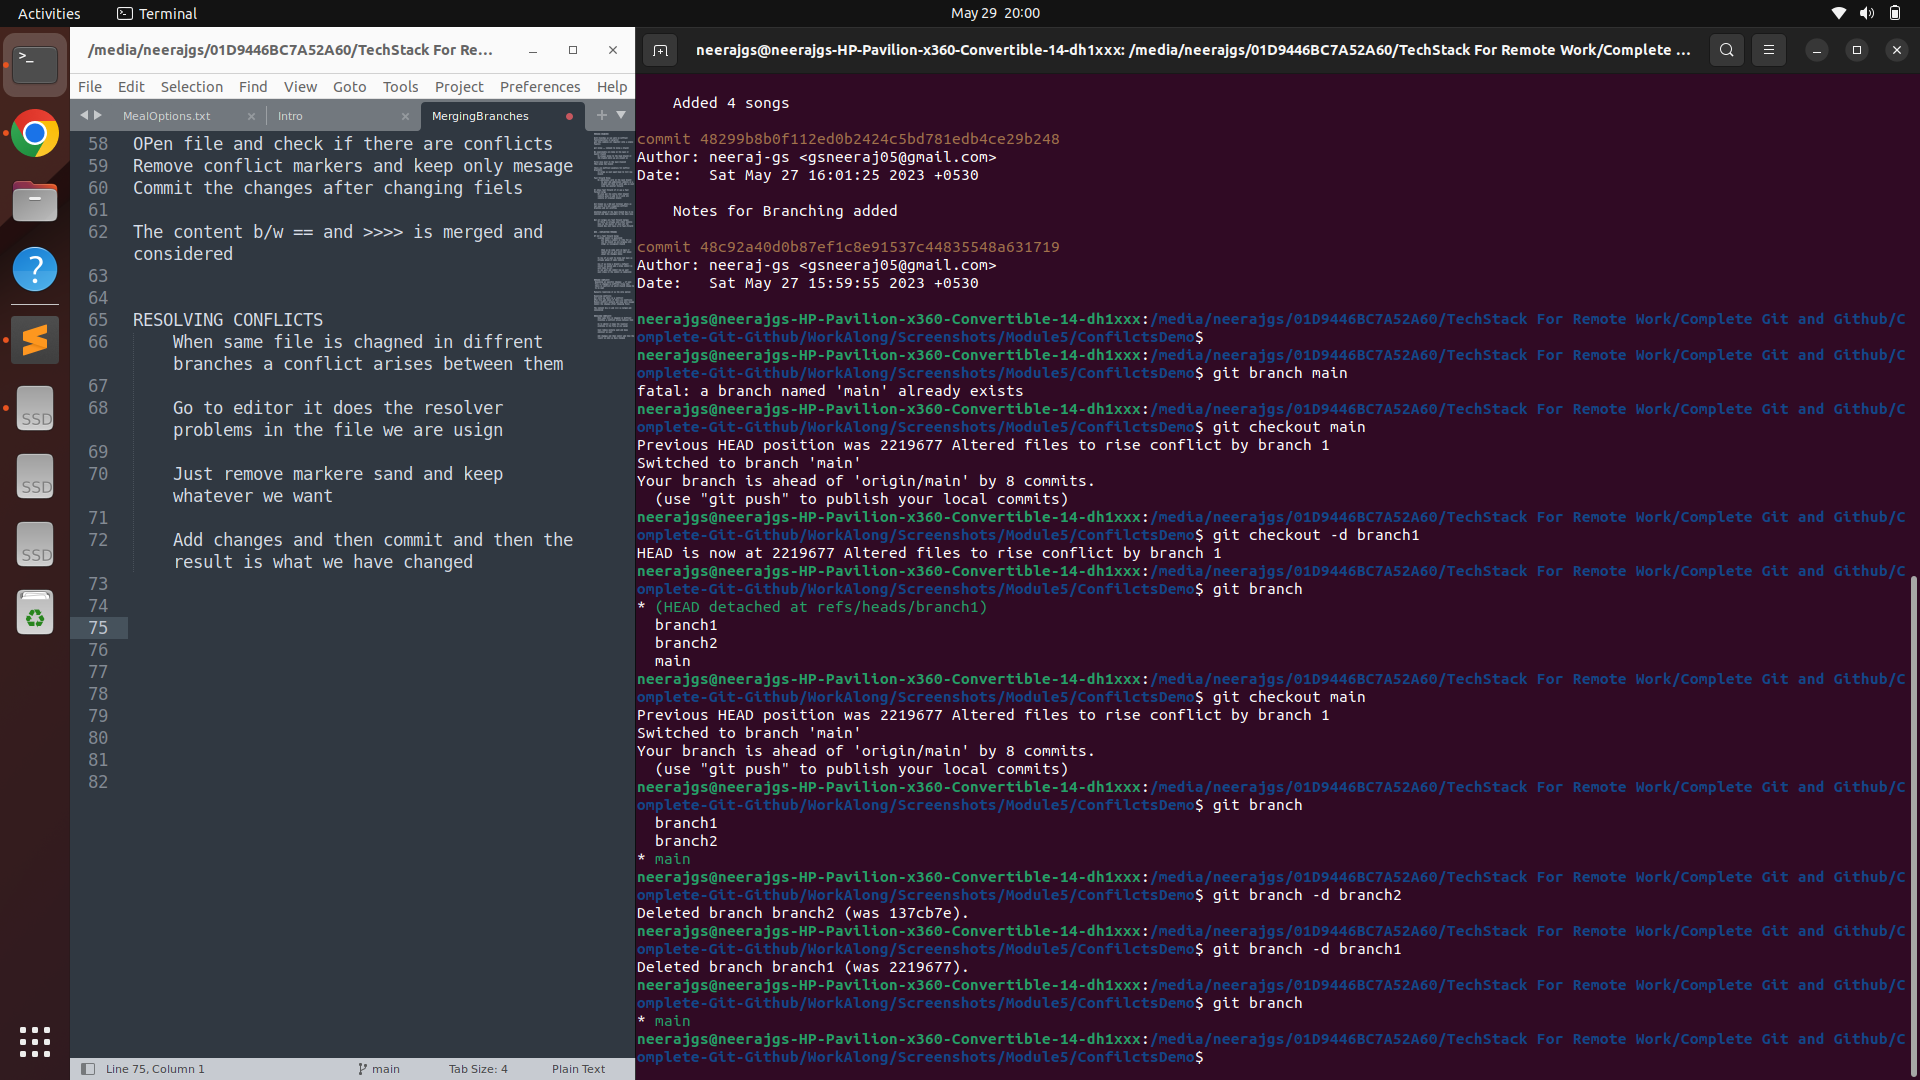 Activities
Terminal
May 29 20:00
/media/neerajgs/01D9446BC7A52A60/TechStack For Re...
File Edit Selection Find View Goto Tools Project Preferences Help
MealOptions.txt
Intro
MergingBranches
58 OPen file and check if there are conflicts
59 Remove conflict markers and keep only mesage
60 Commit the changes after changing fiels
61
62 The content b/w == and >>>> is merged and
considered
63
64
65 RESOLVING CONFLICTS
66 When same file is chagned in diffrent
branches a conflict arises between them
67
68 Go to editor it does the resolver
problems in the file we are usign
69
70 Just remove markere sand and keep
whatever we want
71
72 Add changes and then commit and then the
result is what we have changed
73
74
75
76
77
78
79
80
81
82
Line 75, Column 1
main
Tab Size: 4
Plain Text
SSD
SSD
SSD
neerajgs@neerajgs-HP-Pavilion-x360-Convertible-14-dh1xxx: /media/neerajgs/01D9446BC7A52A60/TechStack For Remote Work/Complete ...
Added 4 songs
commit 48299b8b0f112ed0b2424c5bd781edb4ce29b248
Author: neeraj-gs <gsneeraj05@gmail.com>
Date: Sat May 27 16:01:25 2023 +0530
Notes for Branching added
commit 48c92a40d0b87ef1c8e91537c44835548a631719
Author: neeraj-gs <gsneeraj05@gmail.com>
Date: Sat May 27 15:59:55 2023 +0530
neerajgs@neerajgs-HP-Pavilion-x360-Convertible-14-dh1xxx:/media/neerajgs/01D9446BC7A52A60/TechStack For Remote Work/Complete Git and Github/C
omplete-Git-Github/WorkAlong/Screenshots/Module5/ConfilctsDemo$
neerajgs@neerajgs-HP-Pavilion-x360-Convertible-14-dh1xxx:/media/neerajgs/01D9446BC7A52A60/TechStack For Remote Work/Complete Git and Github/C
omplete-Git-Github/WorkAlong/Screenshots/Module5/ConfilctsDemo$ git branch main
fatal: a branch named 'main' already exists
neerajgs@neerajgs-HP-Pavilion-x360-Convertible-14-dh1xxx:/media/neerajgs/01D9446BC7A52A60/TechStack For Remote Work/Complete Git and Github/C
omplete-Git-Github/WorkAlong/Screenshots/Module5/ConfilctsDemo$ git checkout main
Previous HEAD position was 2219677 Altered files to rise conflict by branch 1
Switched to branch 'main'
Your branch is ahead of 'origin/main' by 8 commits.
(use "git push" to publish your local commits)
neerajgs@neerajgs-HP-Pavilion-x360-Convertible-14-dh1xxx:/media/neerajgs/01D9446BC7A52A60/TechStack For Remote Work/Complete Git and Github/C
omplete-Git-Github/WorkAlong/Screenshots/Module5/ConfilctsDemo$ git checkout -d branch1
HEAD is now at 2219677 Altered files to rise conflict by branch 1
neerajgs@neerajgs-HP-Pavilion-x360-Convertible-14-dh1xxx:/media/neerajgs/01D9446BC7A52A60/TechStack For Remote Work/Complete Git and Github/C
omplete-Git-Github/WorkAlong/Screenshots/Module5/ConfilctsDemo$ git branch
* (HEAD detached at refs/heads/branch1)
branch1
branch2
main
neerajgs@neerajgs-HP-Pavilion-x360-Convertible-14-dh1xxx:/media/neerajgs/01D9446BC7A52A60/TechStack For Remote Work/Complete Git and Github/C
omplete-Git-Github/WorkAlong/Screenshots/Module5/ConfilctsDemo$ git checkout main
Previous HEAD position was 2219677 Altered files to rise conflict by branch 1
Switched to branch 'main'
Your branch is ahead of 'origin/main' by 8 commits.
(use "git push" to publish your local commits)
neerajgs@neerajgs-HP-Pavilion-x360-Convertible-14-dh1xxx:/media/neerajgs/01D9446BC7A52A60/TechStack For Remote Work/Complete Git and Github/C
omplete-Git-Github/WorkAlong/Screenshots/Module5/ConfilctsDemo$ git branch
branch1
branch2
* main
neerajgs@neerajgs-HP-Pavilion-x360-Convertible-14-dh1xxx:/media/neerajgs/01D9446BC7A52A60/TechStack For Remote Work/Complete Git and Github/C
omplete-Git-Github/WorkAlong/Screenshots/Module5/ConfilctsDemo$ git branch -d branch2
Deleted branch branch2 (was 137cb7e).
neerajgs@neerajgs-HP-Pavilion-x360-Convertible-14-dh1xxx:/media/neerajgs/01D9446BC7A52A60/TechStack For Remote Work/Complete Git and Github/C
omplete-Git-Github/WorkAlong/Screenshots/Module5/ConfilctsDemo$ git branch -d branch1
Deleted branch branch1 (was 2219677).
neerajgs@neerajgs-HP-Pavilion-x360-Convertible-14-dh1xxx:/media/neerajgs/01D9446BC7A52A60/TechStack For Remote Work/Complete Git and Github/C
omplete-Git-Github/WorkAlong/Screenshots/Module5/ConfilctsDemo$ git branch
* main
neerajgs@neerajgs-HP-Pavilion-x360-Convertible-14-dh1xxx:/media/neerajgs/01D9446BC7A52A60/TechStack For Remote Work/Complete Git and Github/C
omplete-Git-Github/WorkAlong/Screenshots/Module5/ConfilctsDemo$